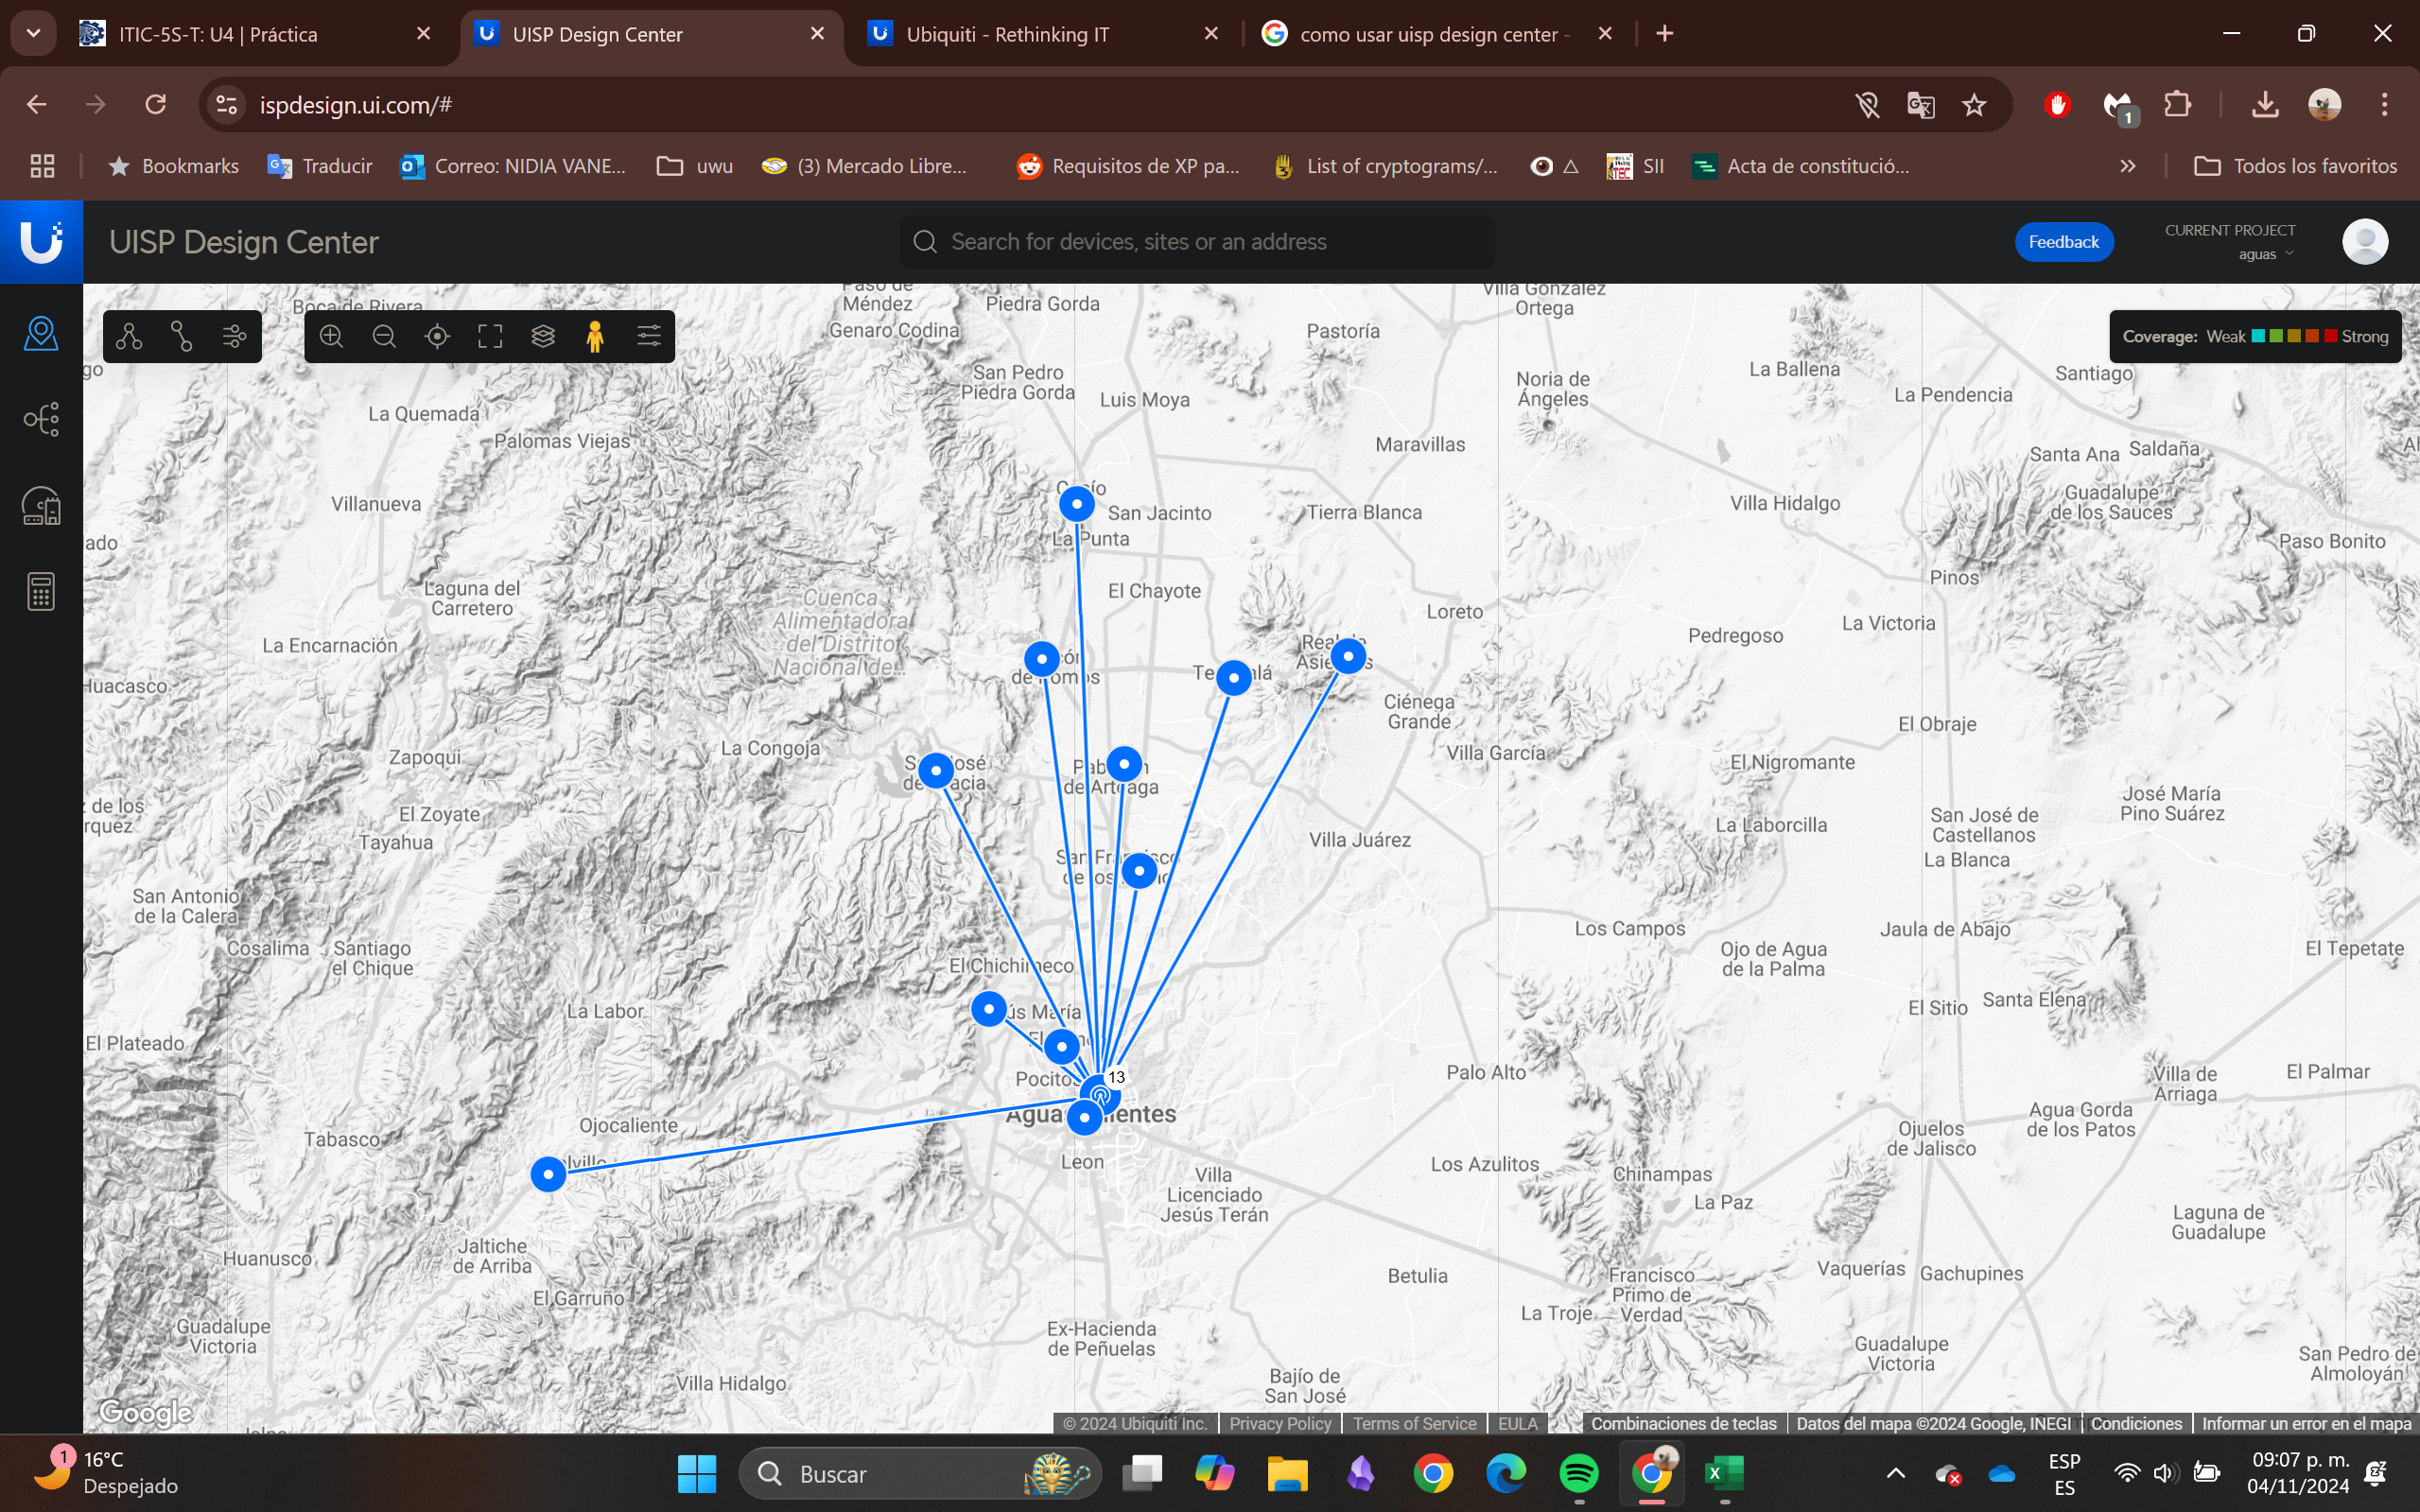 ITIC-5S-T: U4 | Práctica
UISP Design Center
Ubiquiti - Rethinking IT
como usar uisp design center -
ispdesign.ui.com/#
1
Bookmarks
Traducir
Correo: NIDIA VANE...
uwu
(3) Mercado Libre...
Requisitos de XP pa...
List of cryptograms/...
SII
Acta de constitució...
Todos los favoritos
UISP Design Center
Search for devices, sites or an address
Feedback
CURRENT PROJECT
aguas
Coverage: Weak Strong
Boca de Rivera
Paso de
Méndez
Genaro Codina
Piedra Gorda
Pastoría
Villa González
Ortega
La Ballena
Santiago
La Pendencia
San Pedro
Piedra Gorda
Luis Moya
Noria de
Ángeles
La Quemada
Palomas Viejas
Maravillas
Santa Ana
Saldaña
Villanueva
San Jacinto
La Punta
Tierra Blanca
Villa Hidalgo
Guadalupe
de los Sauces
Paso Bonito
Pinos
Laguna del
Carretero
El Chayote
Cuenca
Alimentadora
del Distrito
Nacional de...
Loreto
La Victoria
Pedregoso
La Encarnación
Huacasco
Ciénega
Grande
El Obraje
Zapoqui
La Congoja
Villa García
El Nigromante
José María
Pino Suárez
El Zoyate
Tayahua
de Arteaga
Villa Juárez
La Laborcilla
San José de
Castellanos
La Blanca
San Antonio
de la Calera
Los Campos
Jaula de Abajo
Cosalima
Santiago
el Chique
El Chichimeco
Ojo de Agua
de la Palma
El Tepetate
La Labor
El Sitio
Santa Elena
El Plateado
Pocitos
13
Palo Alto
Villa de
Arriaga
El Palmar
Ojocaliente
Tabasco
Agua Gorda
de los Patos
Ojuelos
de Jalisco
Leon
Los Azulitos
Villa
Licenciado
Jesús Terán
Chinampas
La Paz
Laguna de
Guadalupe
Jaltiche
de Arriba
Huanusco
Betulia
Francisco
Primo de
Verdad
Vaquerías
Gachupines
El Garruño
La Troje
Guadalupe
Victoria
Ex-Hacienda
de Peñuelas
Guadalupe
Victoria
San Pedro de
Almoloyán
Villa Hidalgo
Bajío de
San José
Google
© 2024 Ubiquiti Inc.
Privacy Policy
Terms of Service
EULA
Combinaciones de teclas
Datos del mapa ©2024 Google, INEGI
Condiciones
Informar un error en el mapa
1
16°C
Despejado
Buscar
ESP
ES
09:07 p. m.
04/11/2024